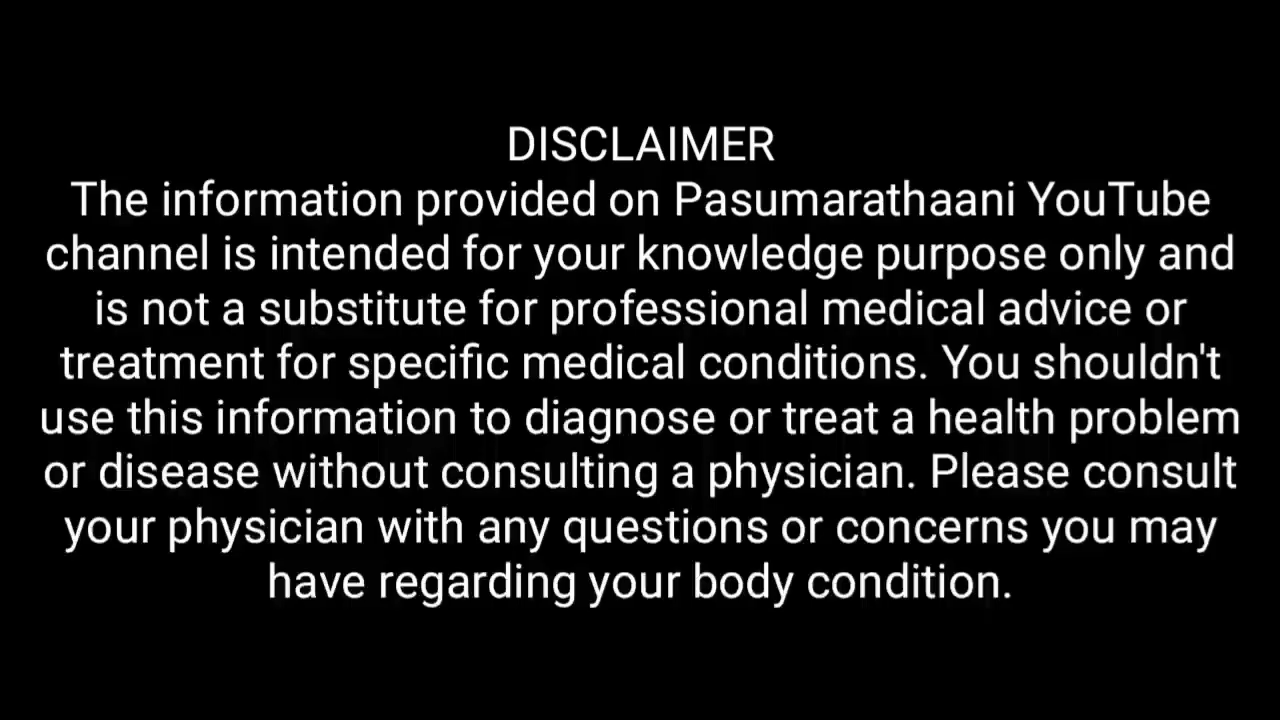 DISCLAIMER
The information provided on Pasumarathaani YouTube
channel is intended for your knowledge purpose only and
is not a substitute for professional medical advice or
treatment for specific medical conditions. You shouldn't
use this information to diagnose or treat a health problem
or disease without consulting a physician. Please consult
your physician with any questions or concerns you may
have regarding your body condition.